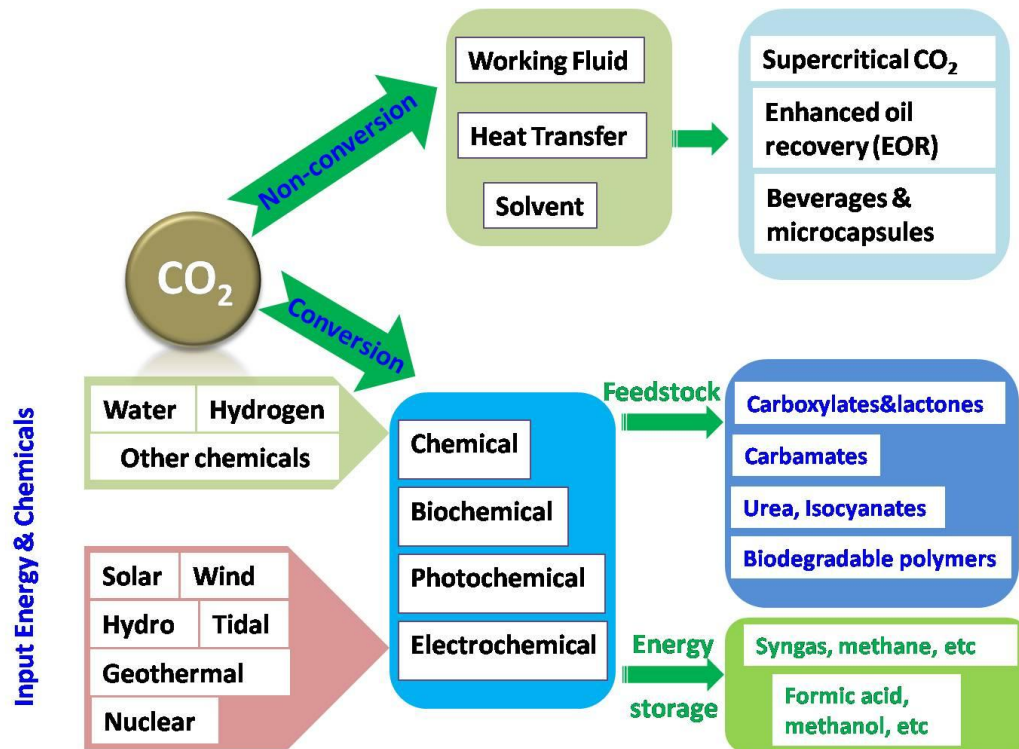 Working Fluid
Heat Transfer
Solvent
Supercritical CO₂
Enhanced oil
recovery (EOR)
Beverages &
microcapsules
Non-conversion
CO₂
Conversion
Input Energy & Chemicals
Water
Hydrogen
Other chemicals
Solar
Wind
Hydro
Tidal
Geothermal
Nuclear
Chemical
Biochemical
Photochemical
Electrochemical
Feedstock
Carboxylates&lactones
Carbamates
Urea, Isocyanates
Biodegradable polymers
Energy
storage
Syngas, methane, etc
Formic acid,
methanol, etc